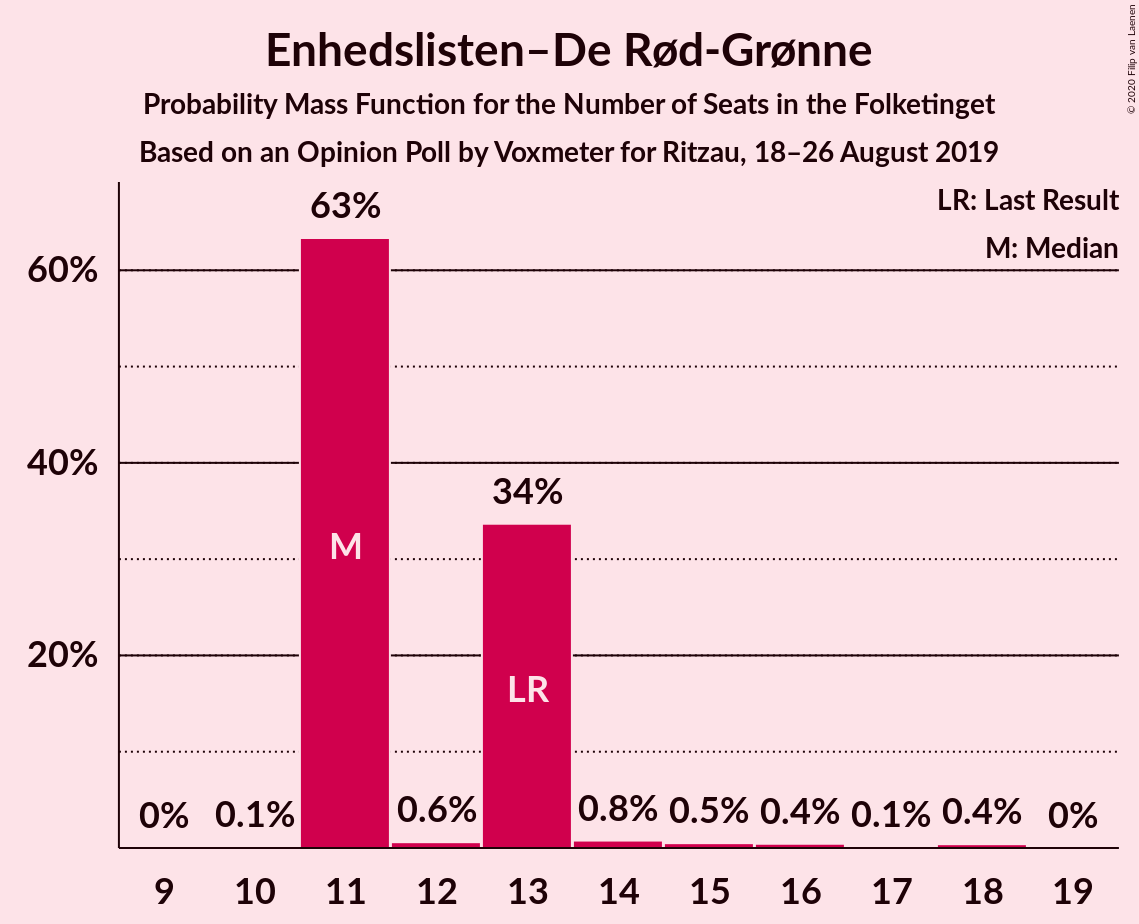 Enhedslisten–De Rød-Grønne
Probability Mass Function for the Number of Seats in the Folketinget
Based on an Opinion Poll by Voxmeter for Ritzau, 18–26 August 2019
© 2020 Filip van Laenen
LR: Last Result
M: Median
63%
60%
40%
34%
M
20%
LR
0% 0.1% 0.6% 0.8% 0.5% 0.4% 0.1% 0.4% 0%
9 10 11 12 13 14 15 16 17 18 19